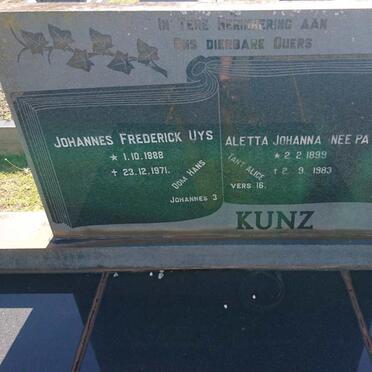 IN TERE HERINNERING AAN
ONS DIERBARE OUERS
JOHANNES FREDERICK UYS
★ 1.10.1888
✝ 23.12.1971.
OOM HANS
JOHANNES 3
ALETTA JOHANNA (NEE PA
★ 2.2.1899
✝ 2.9.1983
TANT ALICE
VERS 16.
KUNZ